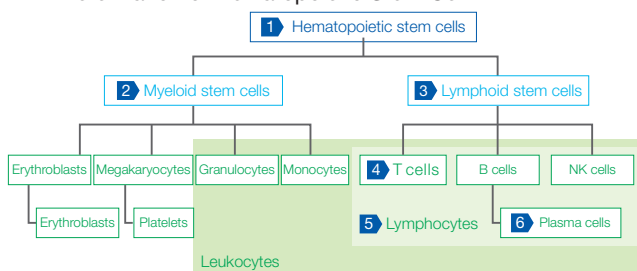 1 Hematopoietic stem cells
2 Myeloid stem cells
3 Lymphoid stem cells
Erythroblasts
Megakaryocytes
Granulocytes
Monocytes
4 T cells
B cells
NK cells
Erythroblasts
Platelets
5 Lymphocytes
6 Plasma cells
Leukocytes